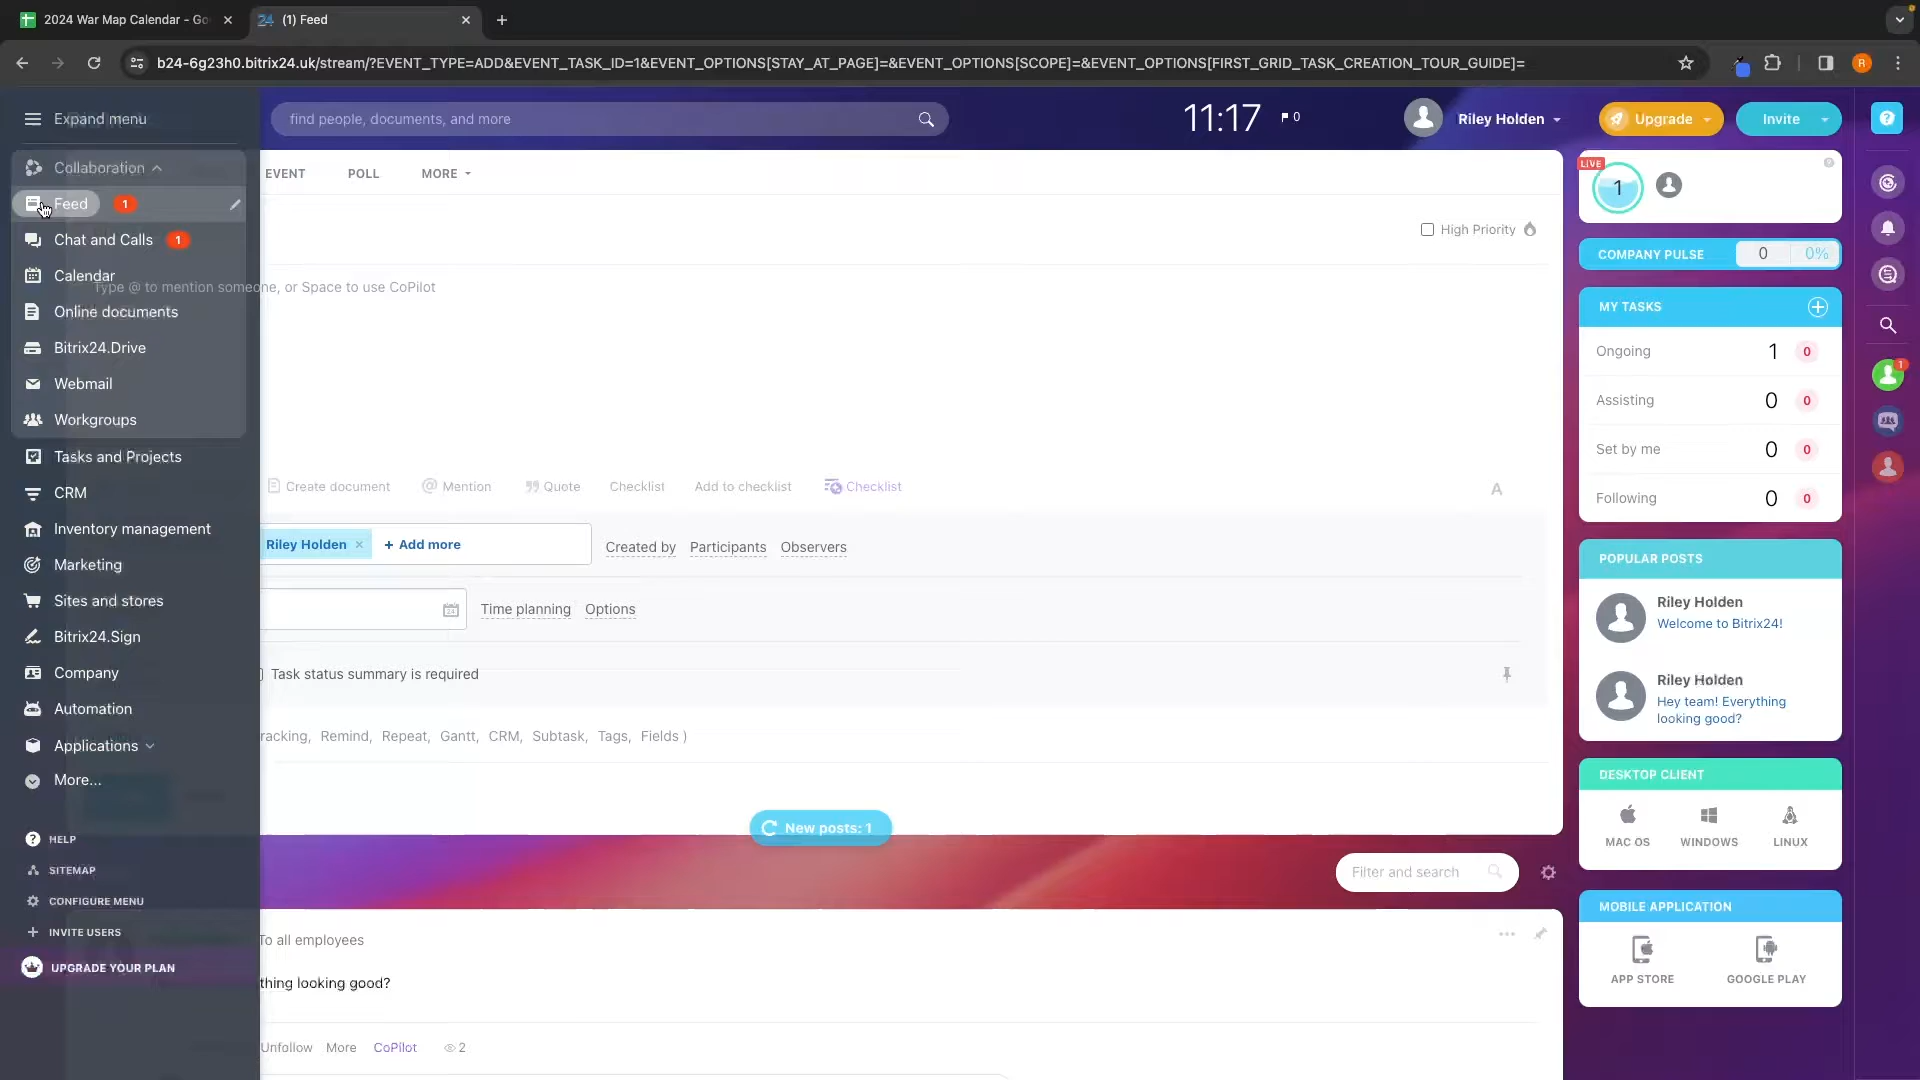 2024 War Map Calendar - Go
24 (1) Feed
b24-6g23h0.bitrix24.uk/stream/?EVENT_TYPE=ADD&EVENT_TASK_ID=1&EVENT_OPTIONS[STAY_AT_PAGE]=&EVENT_OPTIONS[SCOPE]=&EVENT_OPTIONS[FIRST_GRID_TASK_CREATION_TOUR_GUIDE]=
R
Expand menu
find people, documents, and more
11:17
0
Riley Holden
Upgrade
Invite
Collaboration
Feed 1
Chat and Calls 1
Calendar
Online documents
Bitrix24.Drive
Webmail
Workgroups
Tasks and Projects
CRM
Inventory management
Marketing
Sites and stores
Bitrix24.Sign
Company
Automation
Applications
More...
HELP
SITEMAP
CONFIGURE MENU
INVITE USERS
UPGRADE YOUR PLAN
EVENT POLL MORE
High Priority
Type @ to mention someone, or Space to use CoPilot
Create document Mention Quote Checklist Add to checklist Checklist
A
Riley Holden × + Add more
Created by Participants Observers
Time planning Options
Task status summary is required
racking, Remind, Repeat, Gantt, CRM, Subtask, Tags, Fields )
New posts: 1
Filter and search
To all employees
thing looking good?
Unfollow More CoPilot 2
LIVE
1
COMPANY PULSE 0 0%
MY TASKS
Ongoing 1 0
Assisting 0 0
Set by me 0 0
Following 0 0
POPULAR POSTS
Riley Holden
Welcome to Bitrix24!
Riley Holden
Hey team! Everything
looking good?
DESKTOP CLIENT
MAC OS WINDOWS LINUX
MOBILE APPLICATION
APP STORE GOOGLE PLAY
1